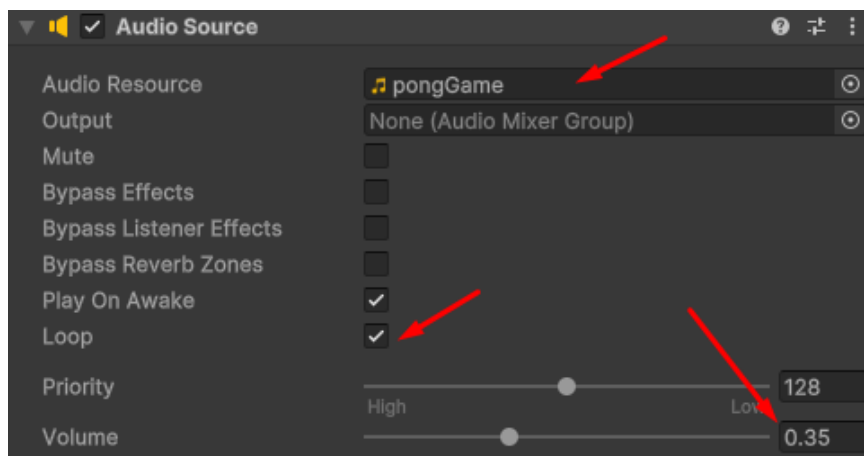 Audio Source
Audio Resource pongGame
Output None (Audio Mixer Group)
Mute
Bypass Effects
Bypass Listener Effects
Bypass Reverb Zones
Play On Awake
Loop
Priority 128
High Low
Volume 0.35